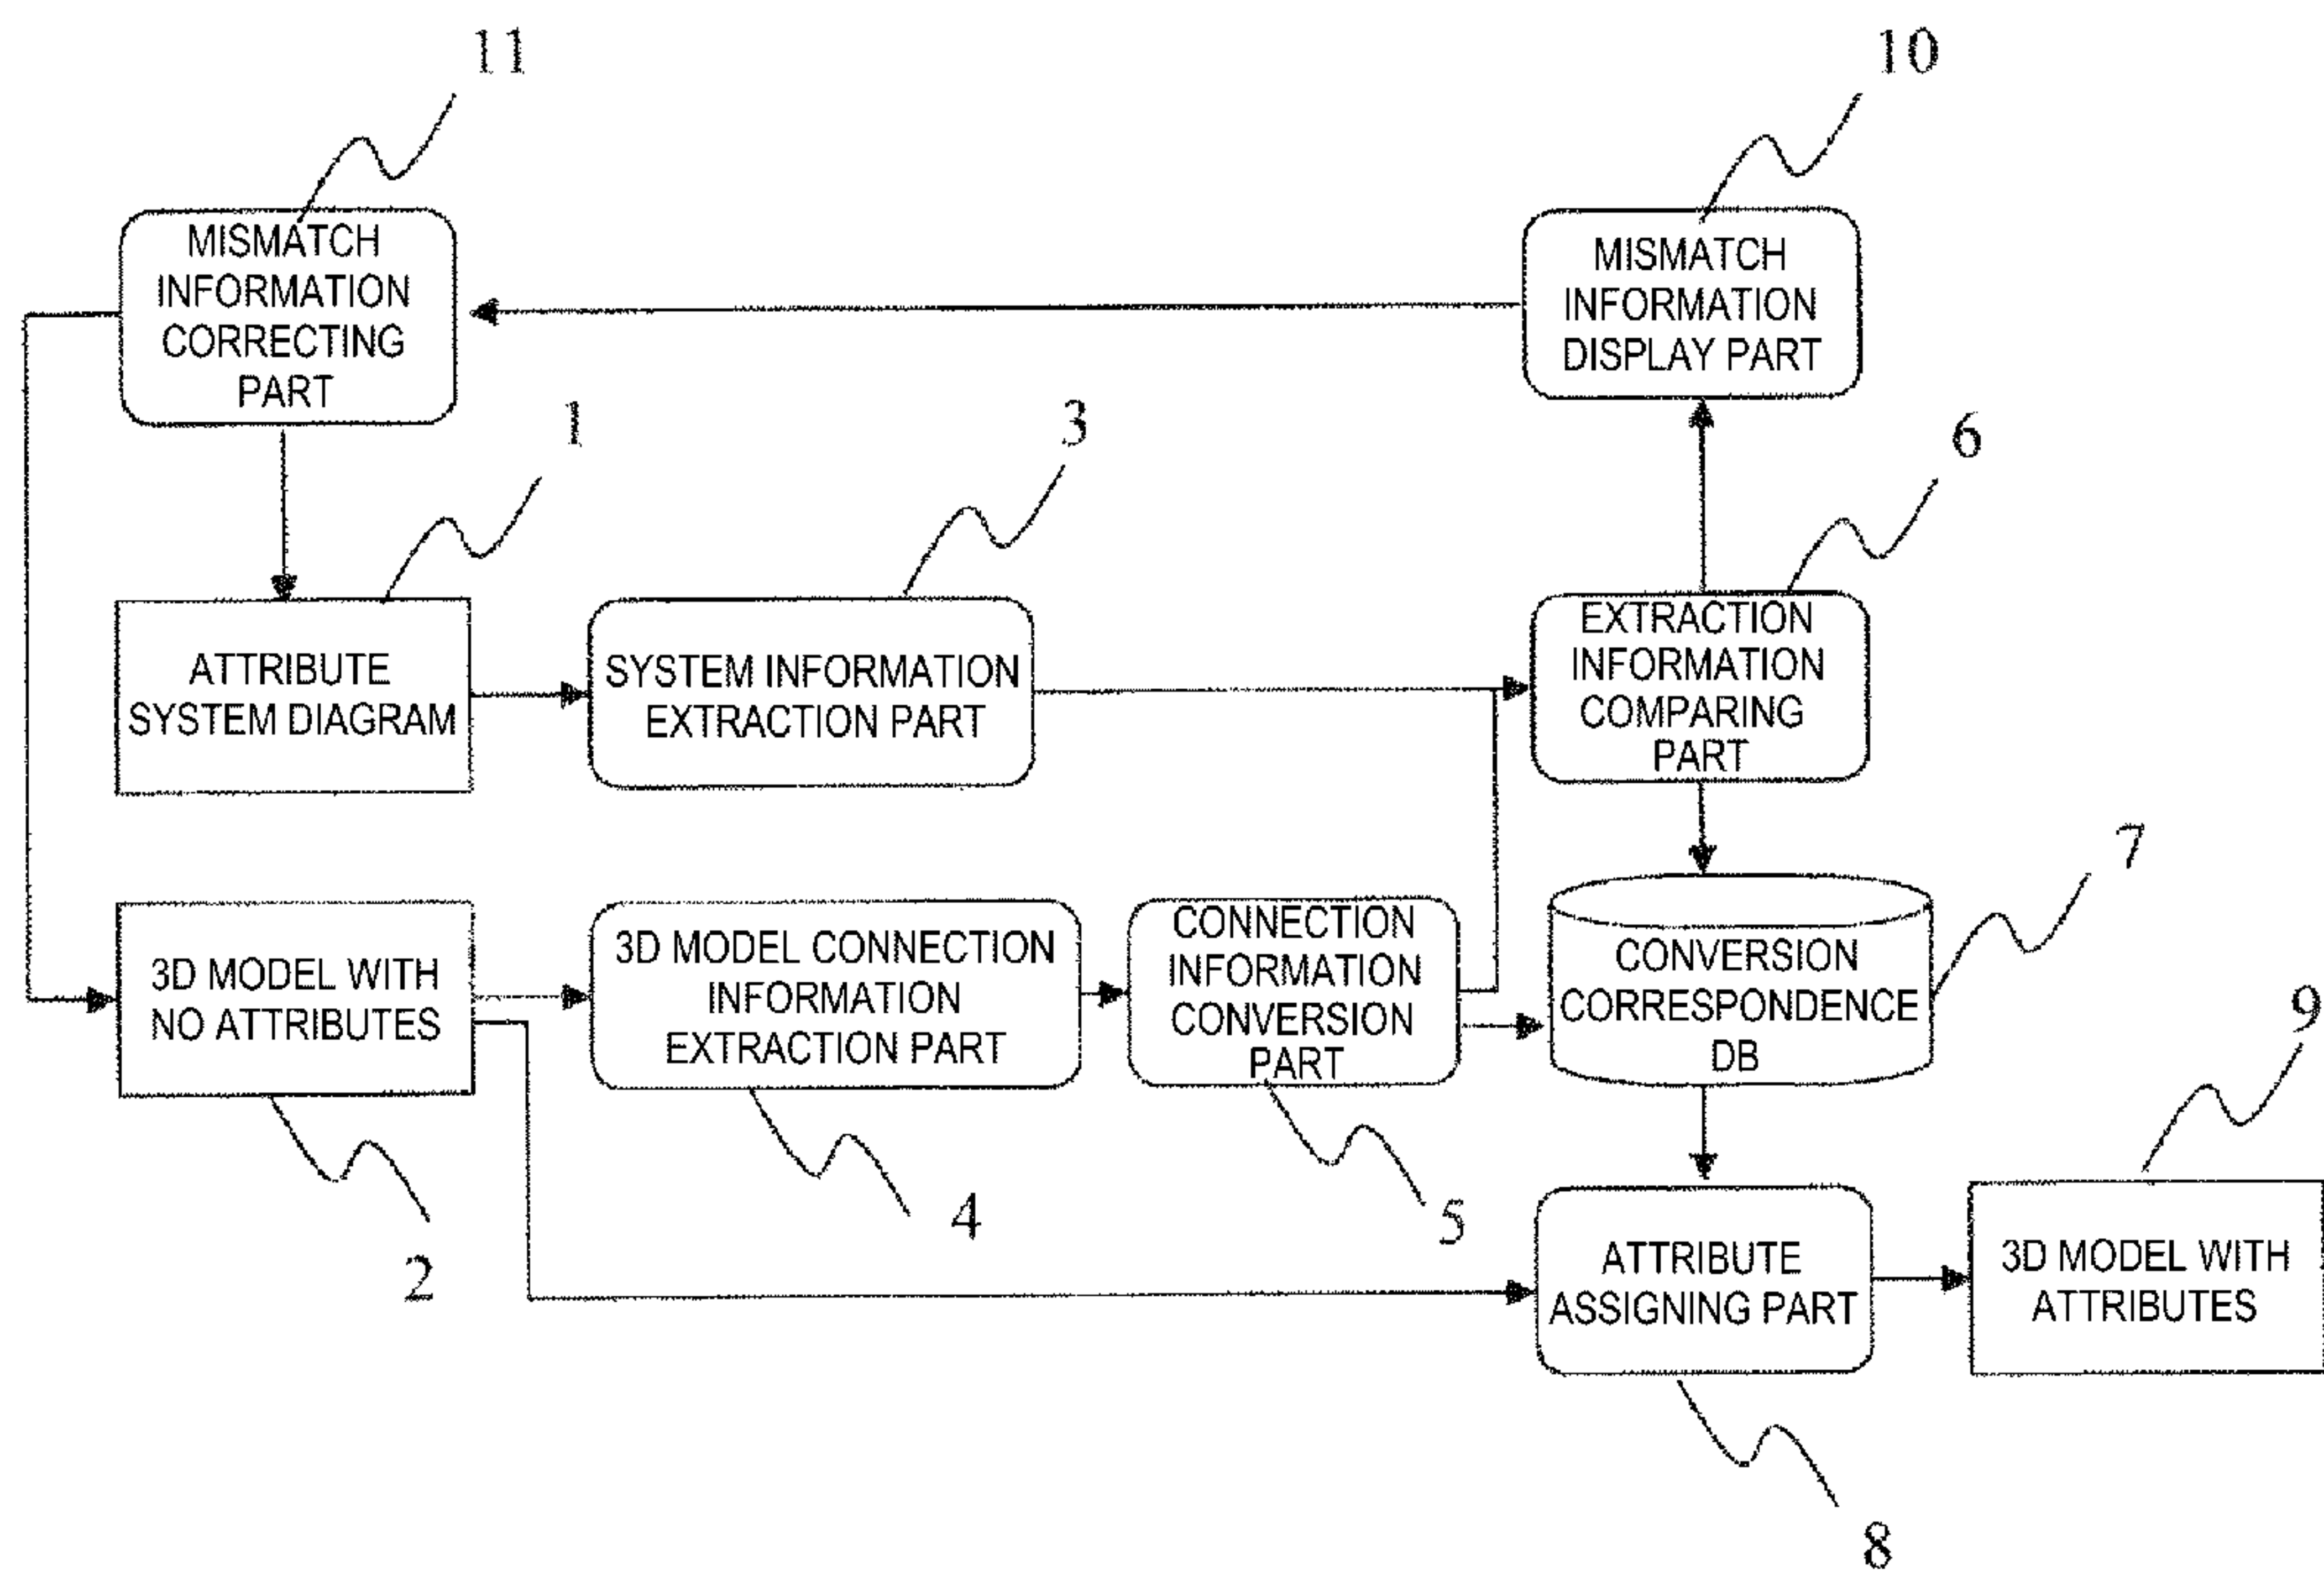 11
10
MISMATCH
INFORMATION
CORRECTING
PART
MISMATCH
INFORMATION
DISPLAY PART
1
3
6
ATTRIBUTE
SYSTEM DIAGRAM
SYSTEM INFORMATION
EXTRACTION PART
EXTRACTION
INFORMATION
COMPARING
PART
7
3D MODEL WITH
NO ATTRIBUTES
3D MODEL CONNECTION
INFORMATION
EXTRACTION PART
CONNECTION
INFORMATION
CONVERSION
PART
CONVERSION
CORRESPONDENCE
DB
9
2
4
5
ATTRIBUTE
ASSIGNING PART
3D MODEL WITH
ATTRIBUTES
8